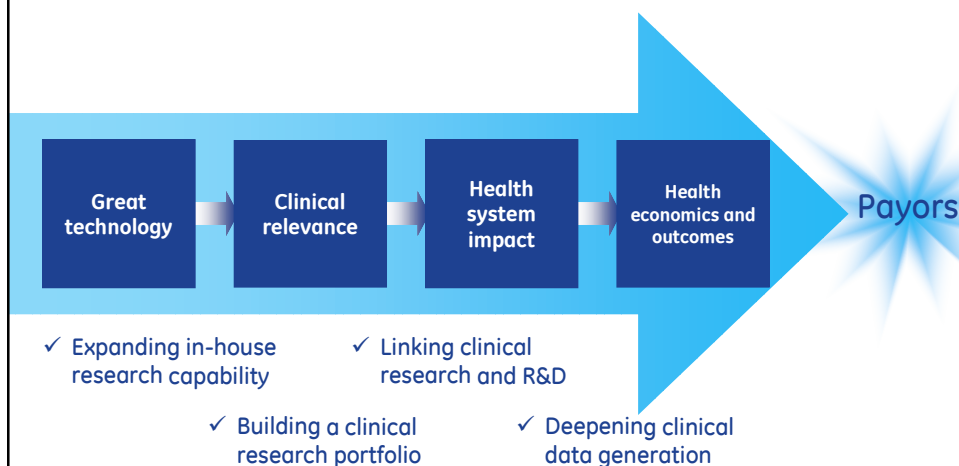 Great
technology
Clinical
relevance
Health
system
impact
Health
economics and
outcomes
Payors
✓ Expanding in-house
research capability
✓ Linking clinical
research and R&D
✓ Building a clinical
research portfolio
✓ Deepening clinical
data generation